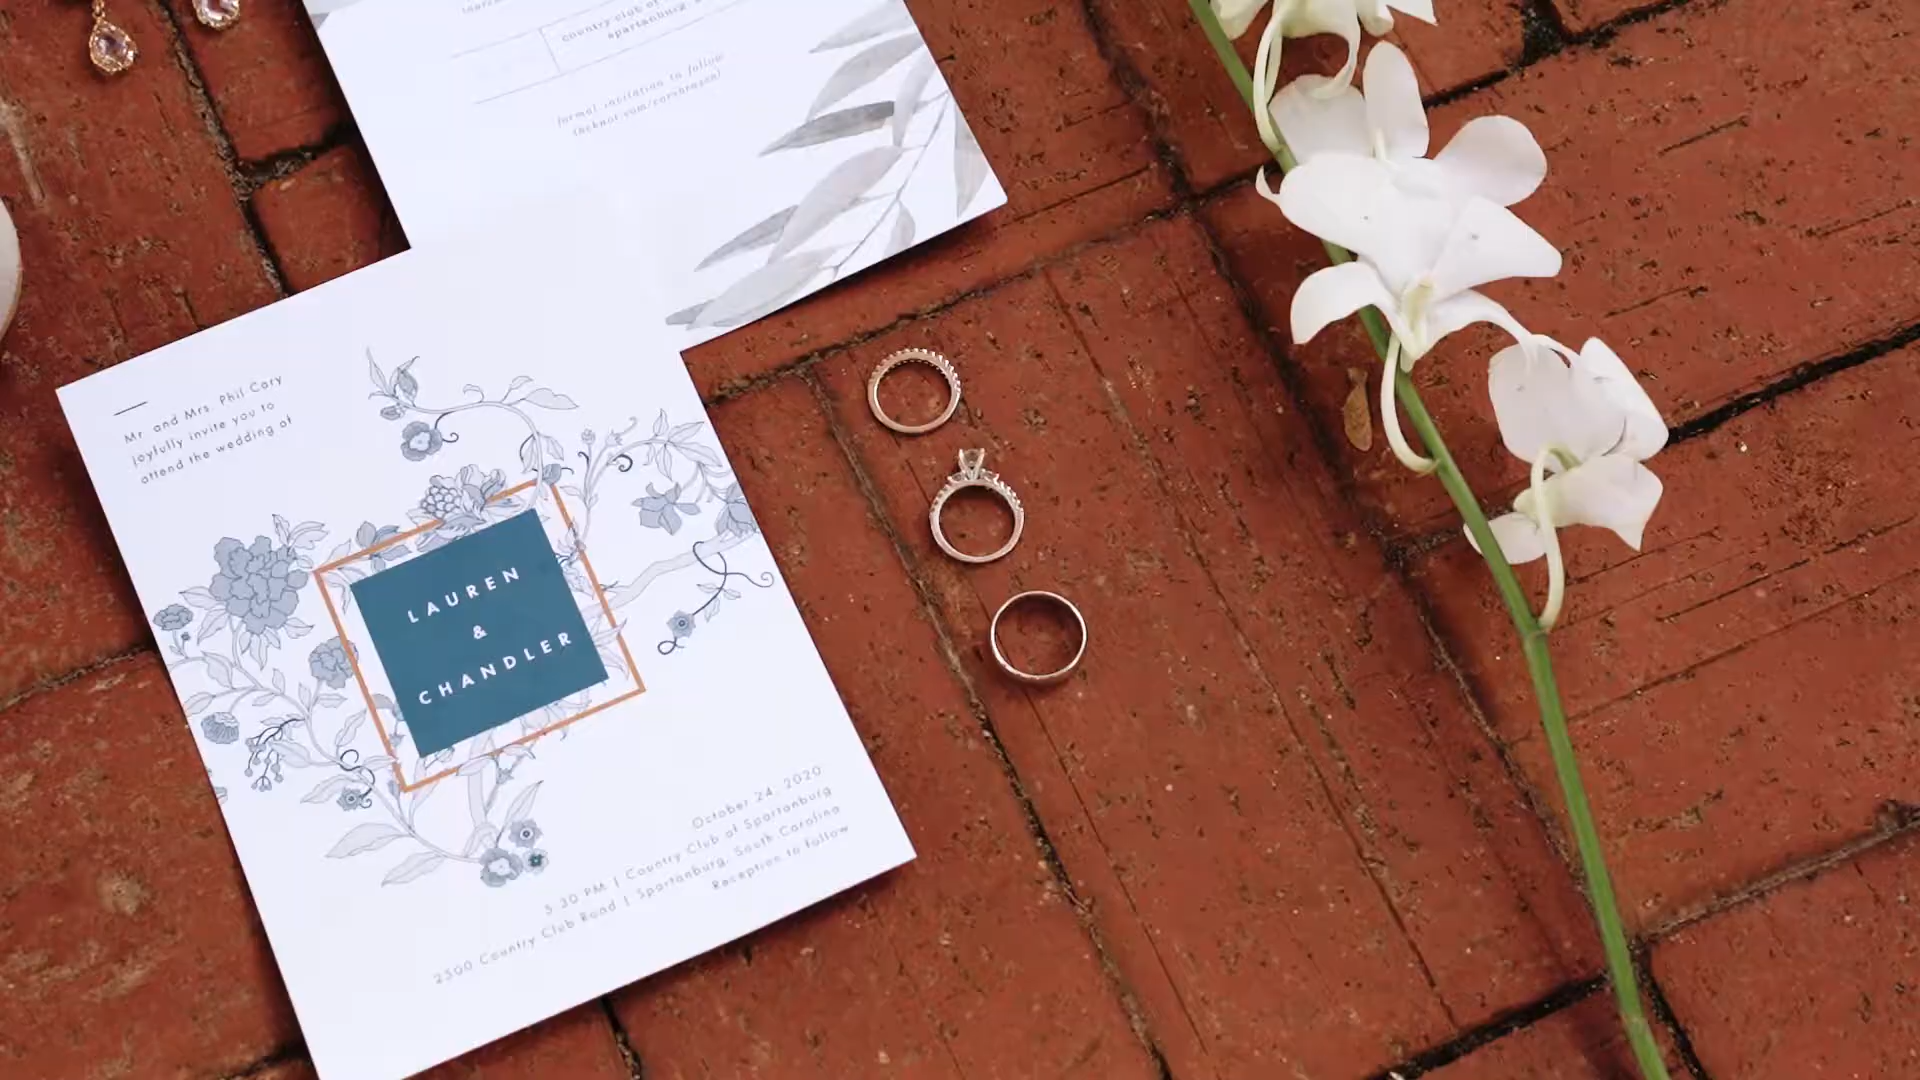 country club of
spartanburg,
formal invitation to follow
Mr. and Mrs. Phil Cary
joyfully invite you to
attend the wedding of
LAUREN
&
CHANDLER
October 24, 2020
5:30 PM | Country Club of Spartanburg
2500 Country Club Road | Spartanburg, South Carolina
Reception to follow